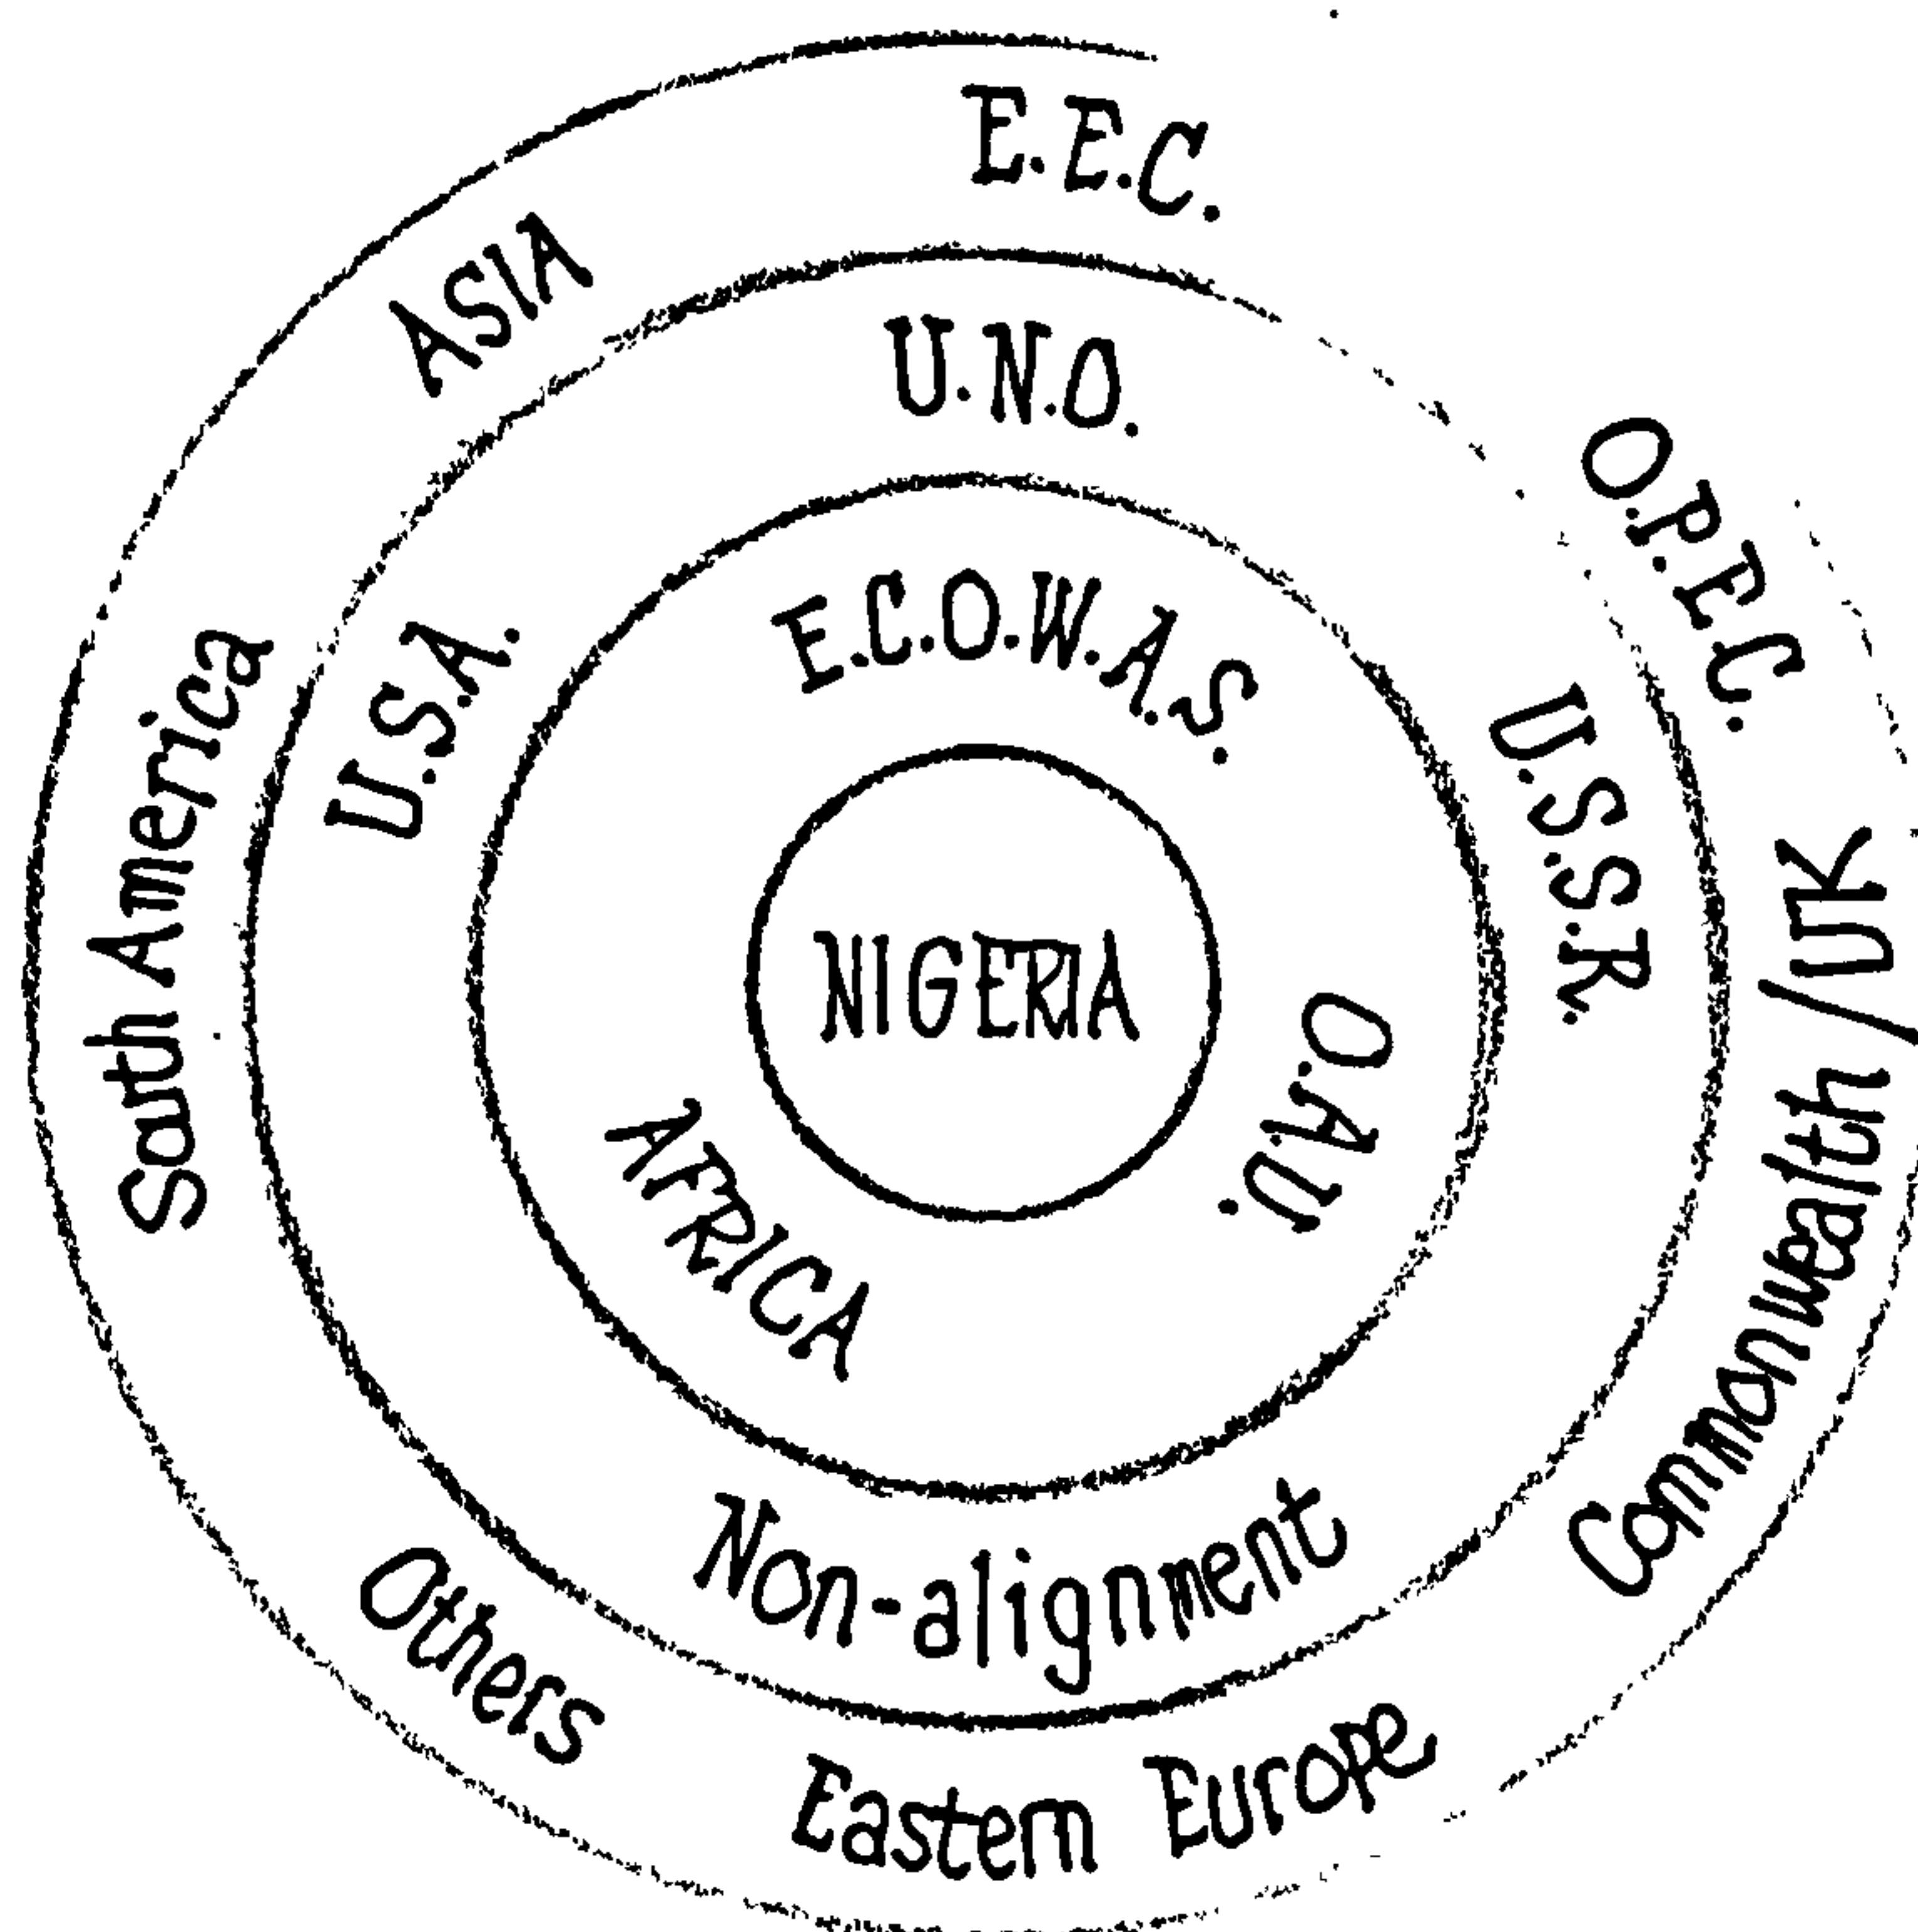 E.E.C.
ASIA
U.N.O.
O.P.E.C.
E.C.O.W.A.S.
U.S.A.
U.S.S.R.
South America
NIGERIA
O.A.U.
Commonwealth / UK
AFRICA
Non-alignment
Others
Eastern Europe